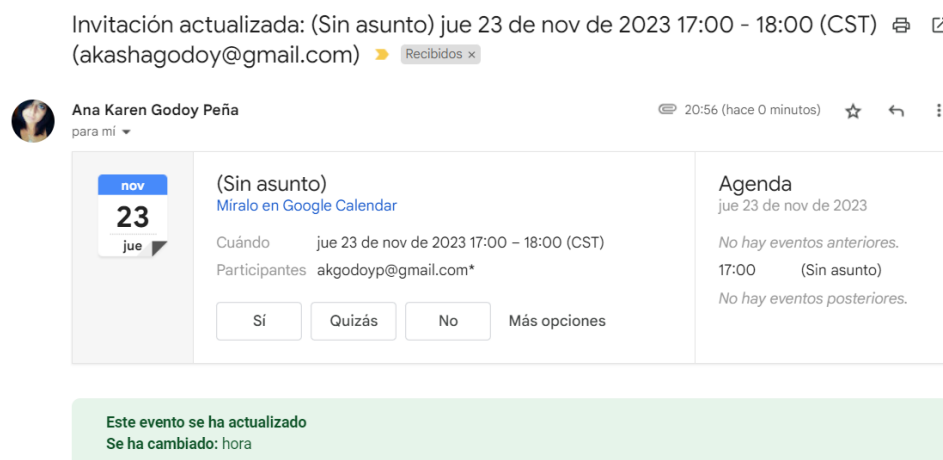 Invitación actualizada: (Sin asunto) jue 23 de nov de 2023 17:00 - 18:00 (CST)
(akashagodoy@gmail.com) Recibidos ×
Ana Karen Godoy Peña 20:56 (hace 0 minutos)
para mí
nov
23
jue
(Sin asunto)
Míralo en Google Calendar
Cuándo jue 23 de nov de 2023 17:00 – 18:00 (CST)
Participantes akgodoyp@gmail.com*
Sí Quizás No Más opciones
Agenda
jue 23 de nov de 2023
No hay eventos anteriores.
17:00 (Sin asunto)
No hay eventos posteriores.
Este evento se ha actualizado
Se ha cambiado: hora